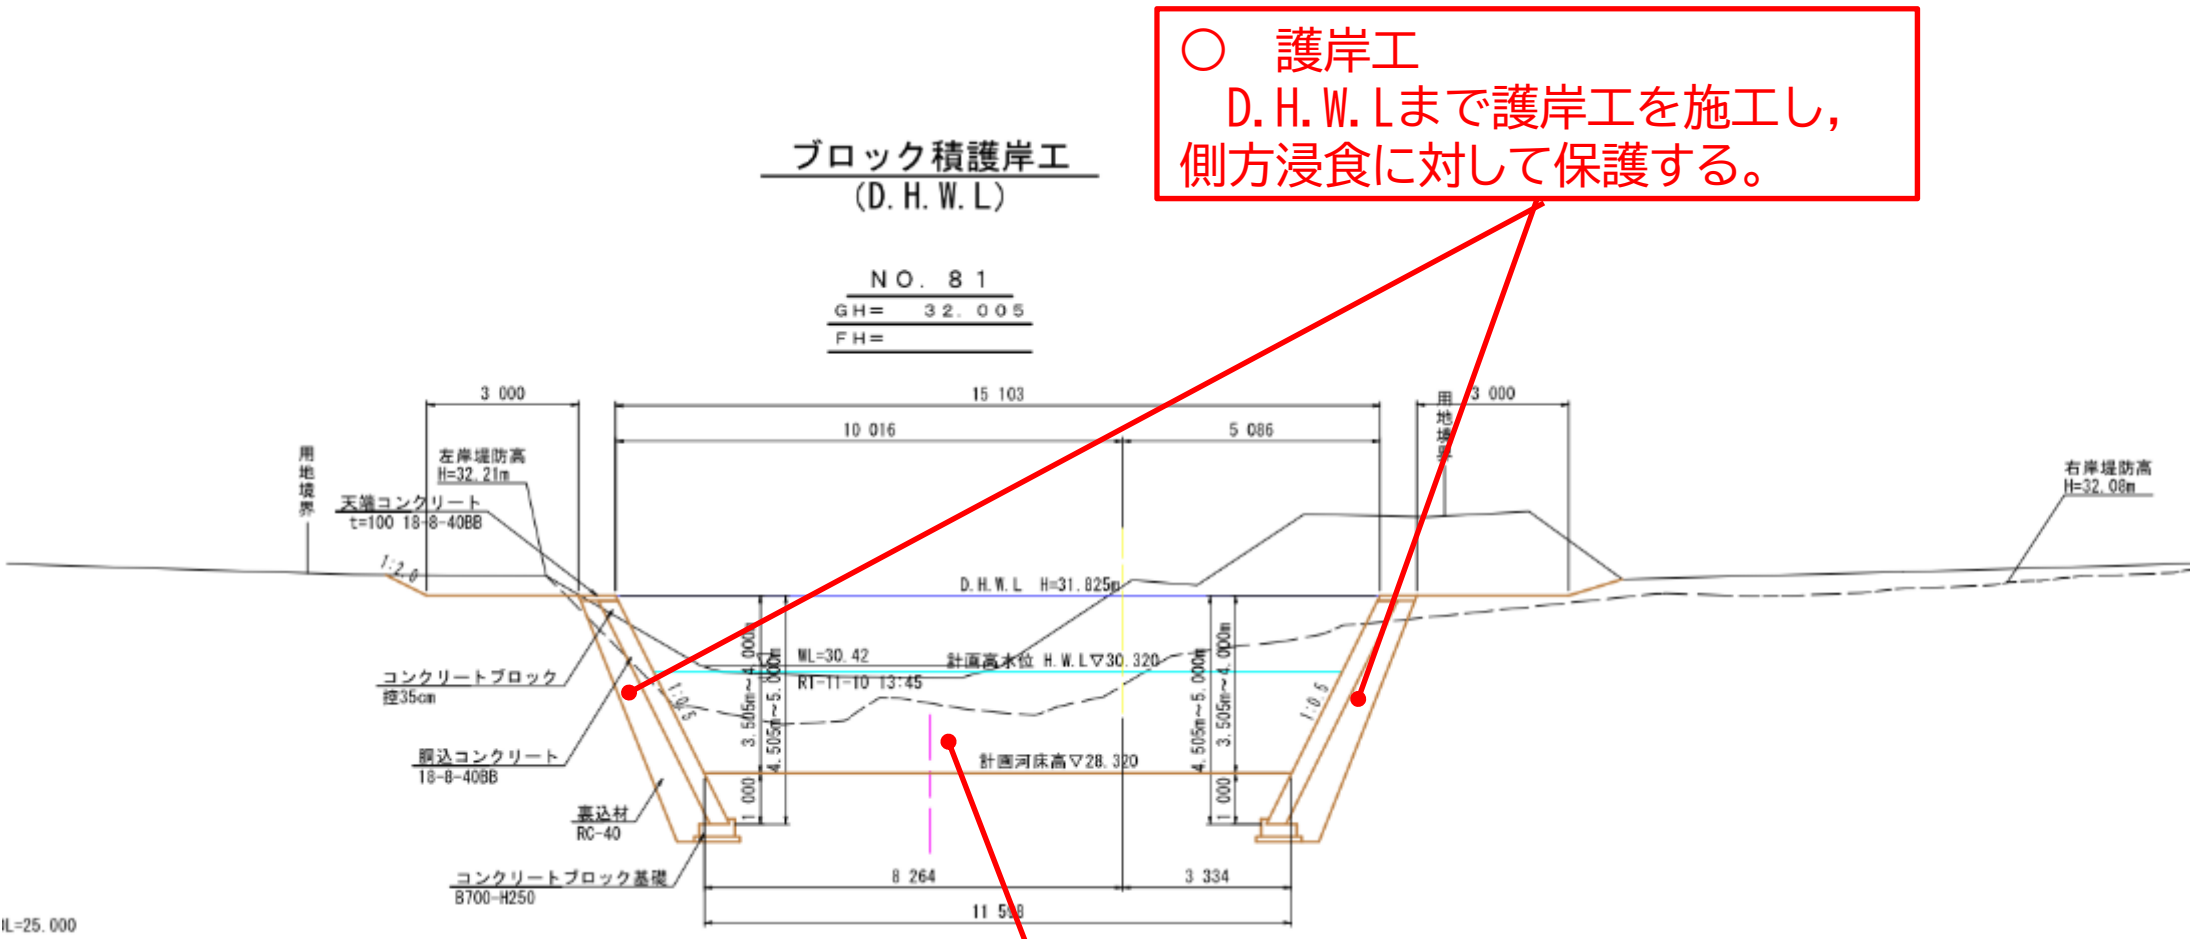 ○　護岸工
D.H.W.Lまで護岸工を施工し,
側方浸食に対して保護する。
ブロック積護岸工
(D.H.W.L)
NO. 81
GH= 32.005
FH=
3 000
15 103
3 000
10 016
5 086
用地境界
左岸堤防高
H=32.21m
天端コンクリート
t=100 18-8-40BB
用地境界
右岸堤防高
H=32.08m
1:2.0
D.H.W.L H=31.825m
WL=30.42
計画高水位 H.W.L▽30.320
R1-11-10 13:45
コンクリートブロック
控35cm
1:0.5
3.505m~4.000m
4.505m~5.000m
4.505m~5.000m
3.505m~4.000m
1:0.5
胴込コンクリート
18-8-40BB
計画河床高▽28.320
1 000
1 000
裏込材
RC-40
コンクリートブロック基礎
B700-H250
8 264
3 334
11 598
L=25.000